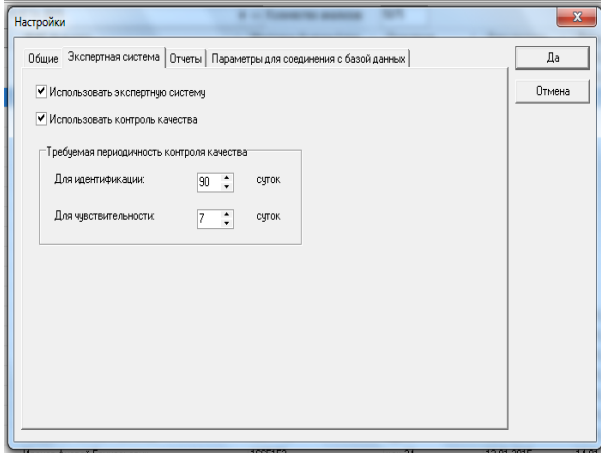 Настройки
Общие Экспертная система Отчеты Параметры для соединения с базой данных
Да
Отмена
Использовать экспертную систему
Использовать контроль качества
Требуемая периодичность контроля качества
Для идентификации: 90 суток
Для чувствительности: 7 суток